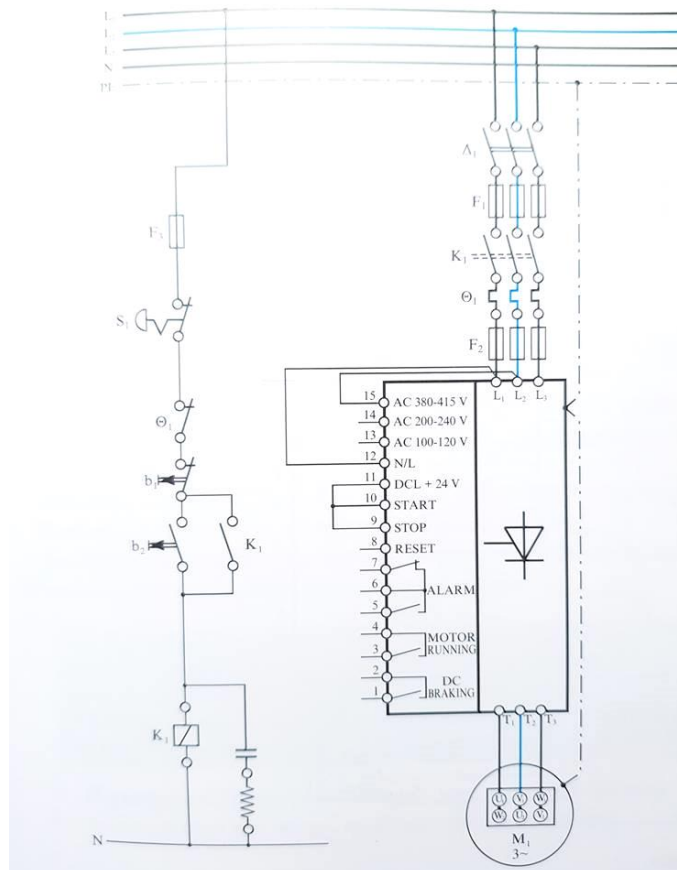 N
Λ₁
F₁
K₁
Θ₁
F₂
L₁ L₂ L₃
S₁
Θ₁
b₁
b₂
K₁
K₁
N
15 AC 380-415 V
14 AC 200-240 V
13 AC 100-120 V
12 N/L
11 DCL + 24 V
10 START
9 STOP
8 RESET
7
6 ALARM
5
4 MOTOR
3 RUNNING
2 DC
1 BRAKING
T₁ T₂ T₃
U V W
W U V
M₁
3~